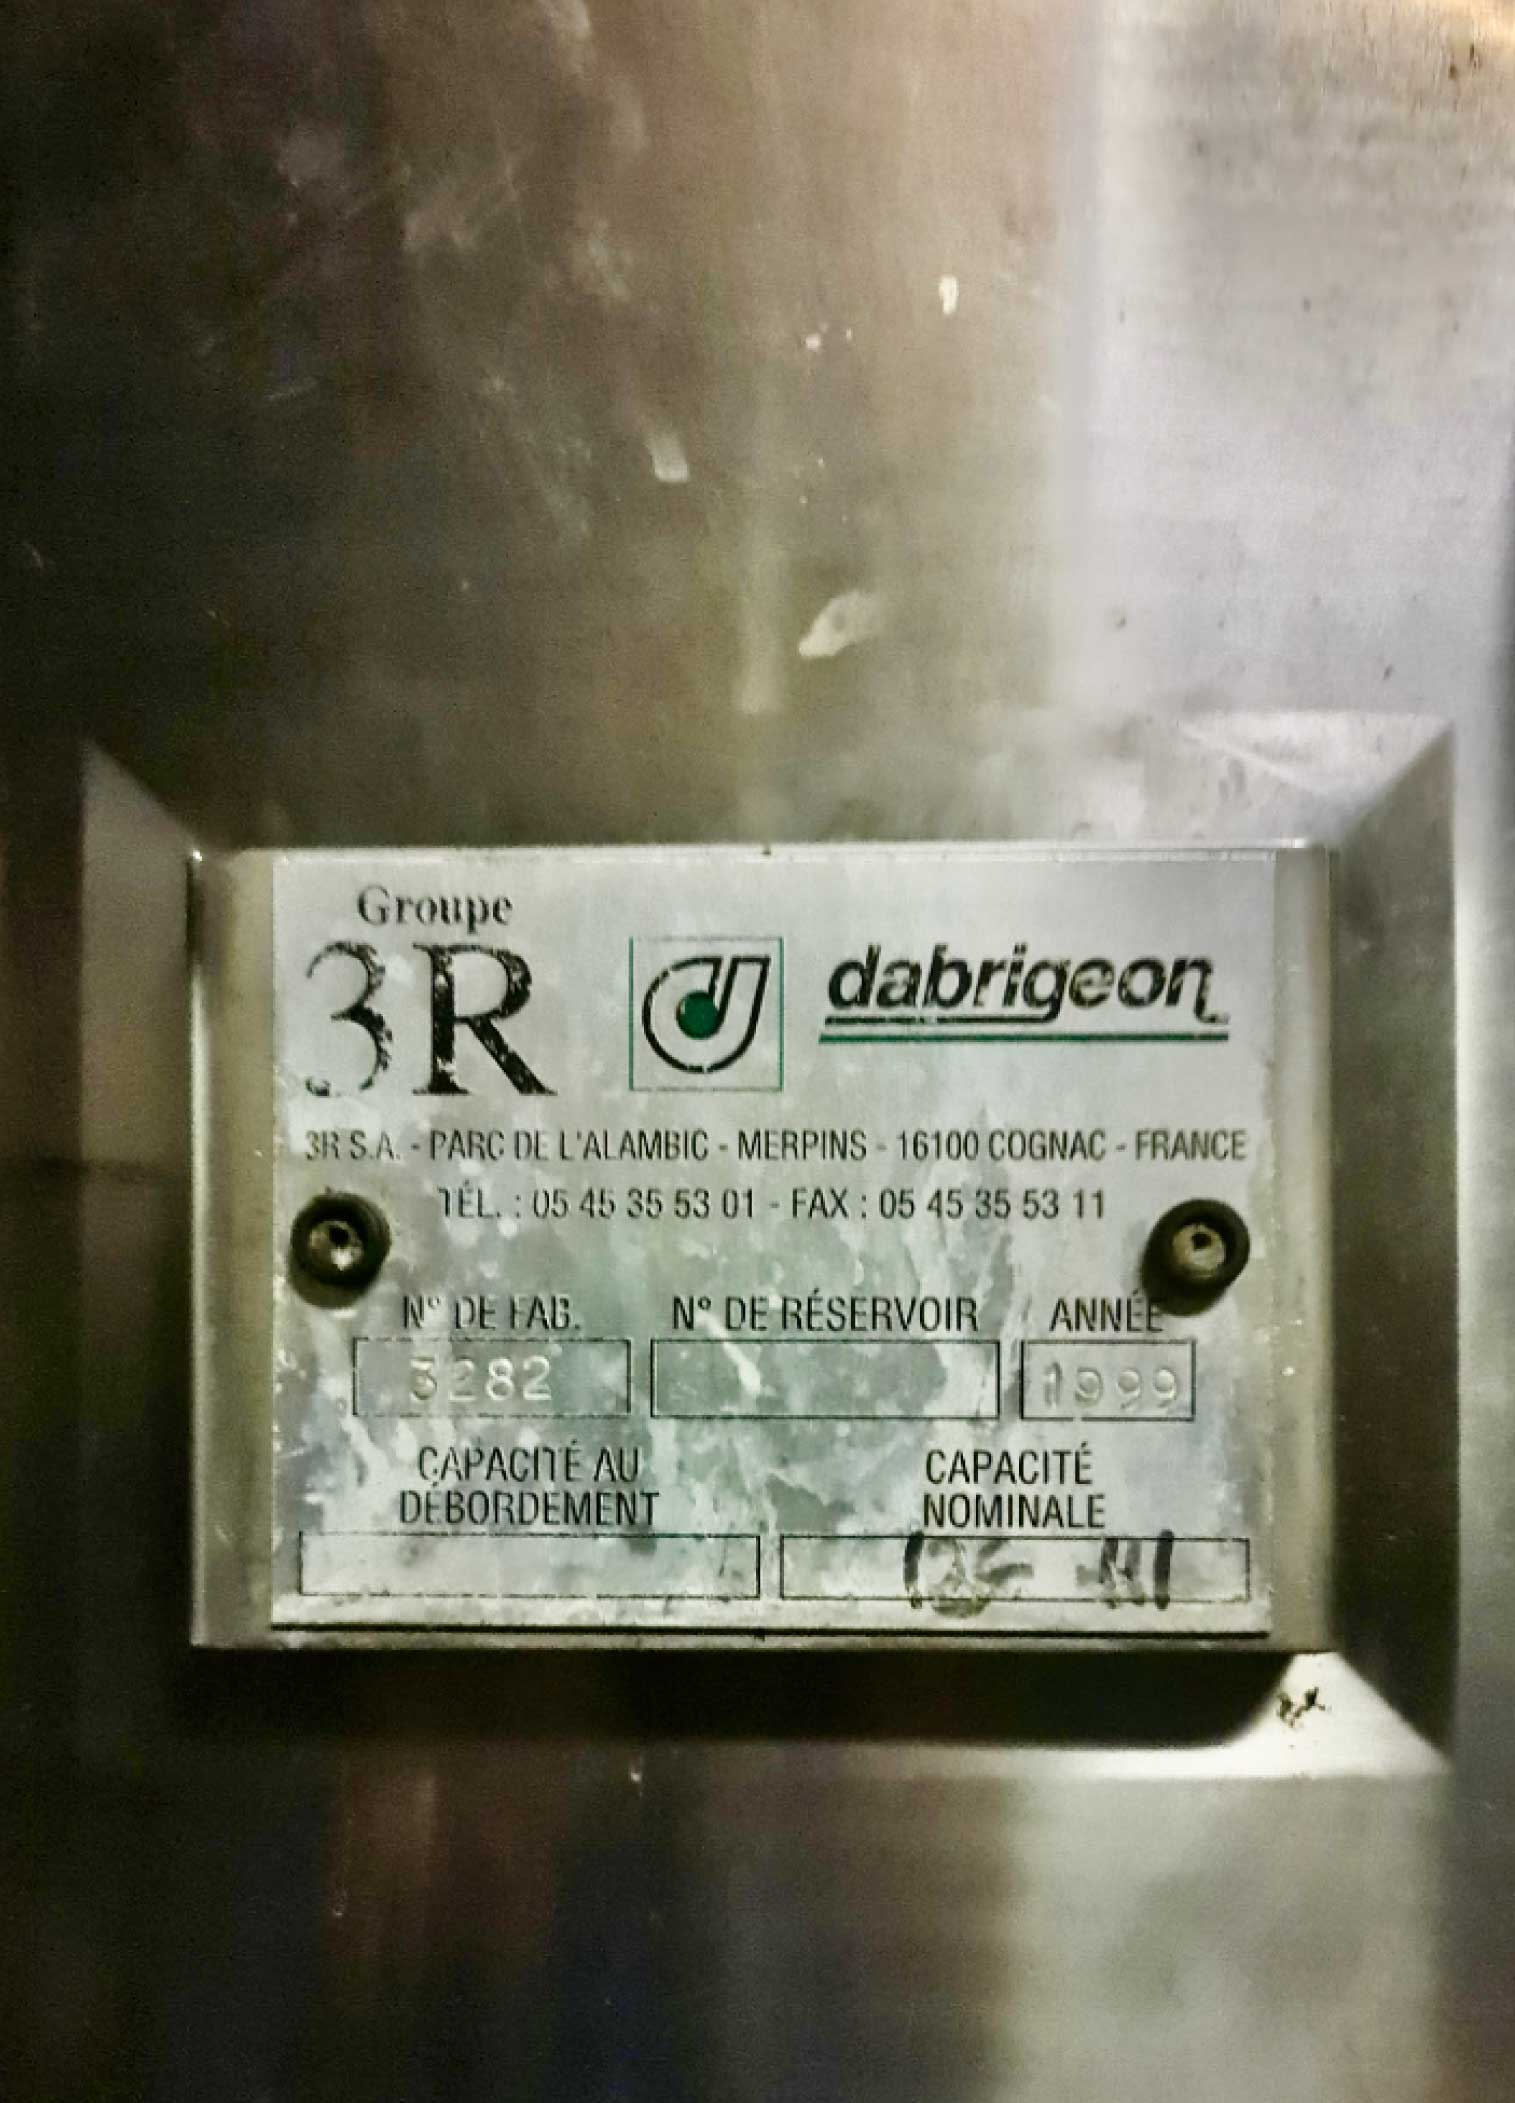 Groupe
3R
dabrigeon
3R S.A. - PARC DE L'ALAMBIC - MERPINS - 16100 COGNAC - FRANCE
TÉL. : 05 45 35 53 01 - FAX : 05 45 35 53 11
N° DE FAB. N° DE RÉSERVOIR ANNÉE
3282 1999
CAPACITÉ AU DÉBORDEMENT
CAPACITÉ NOMINALE